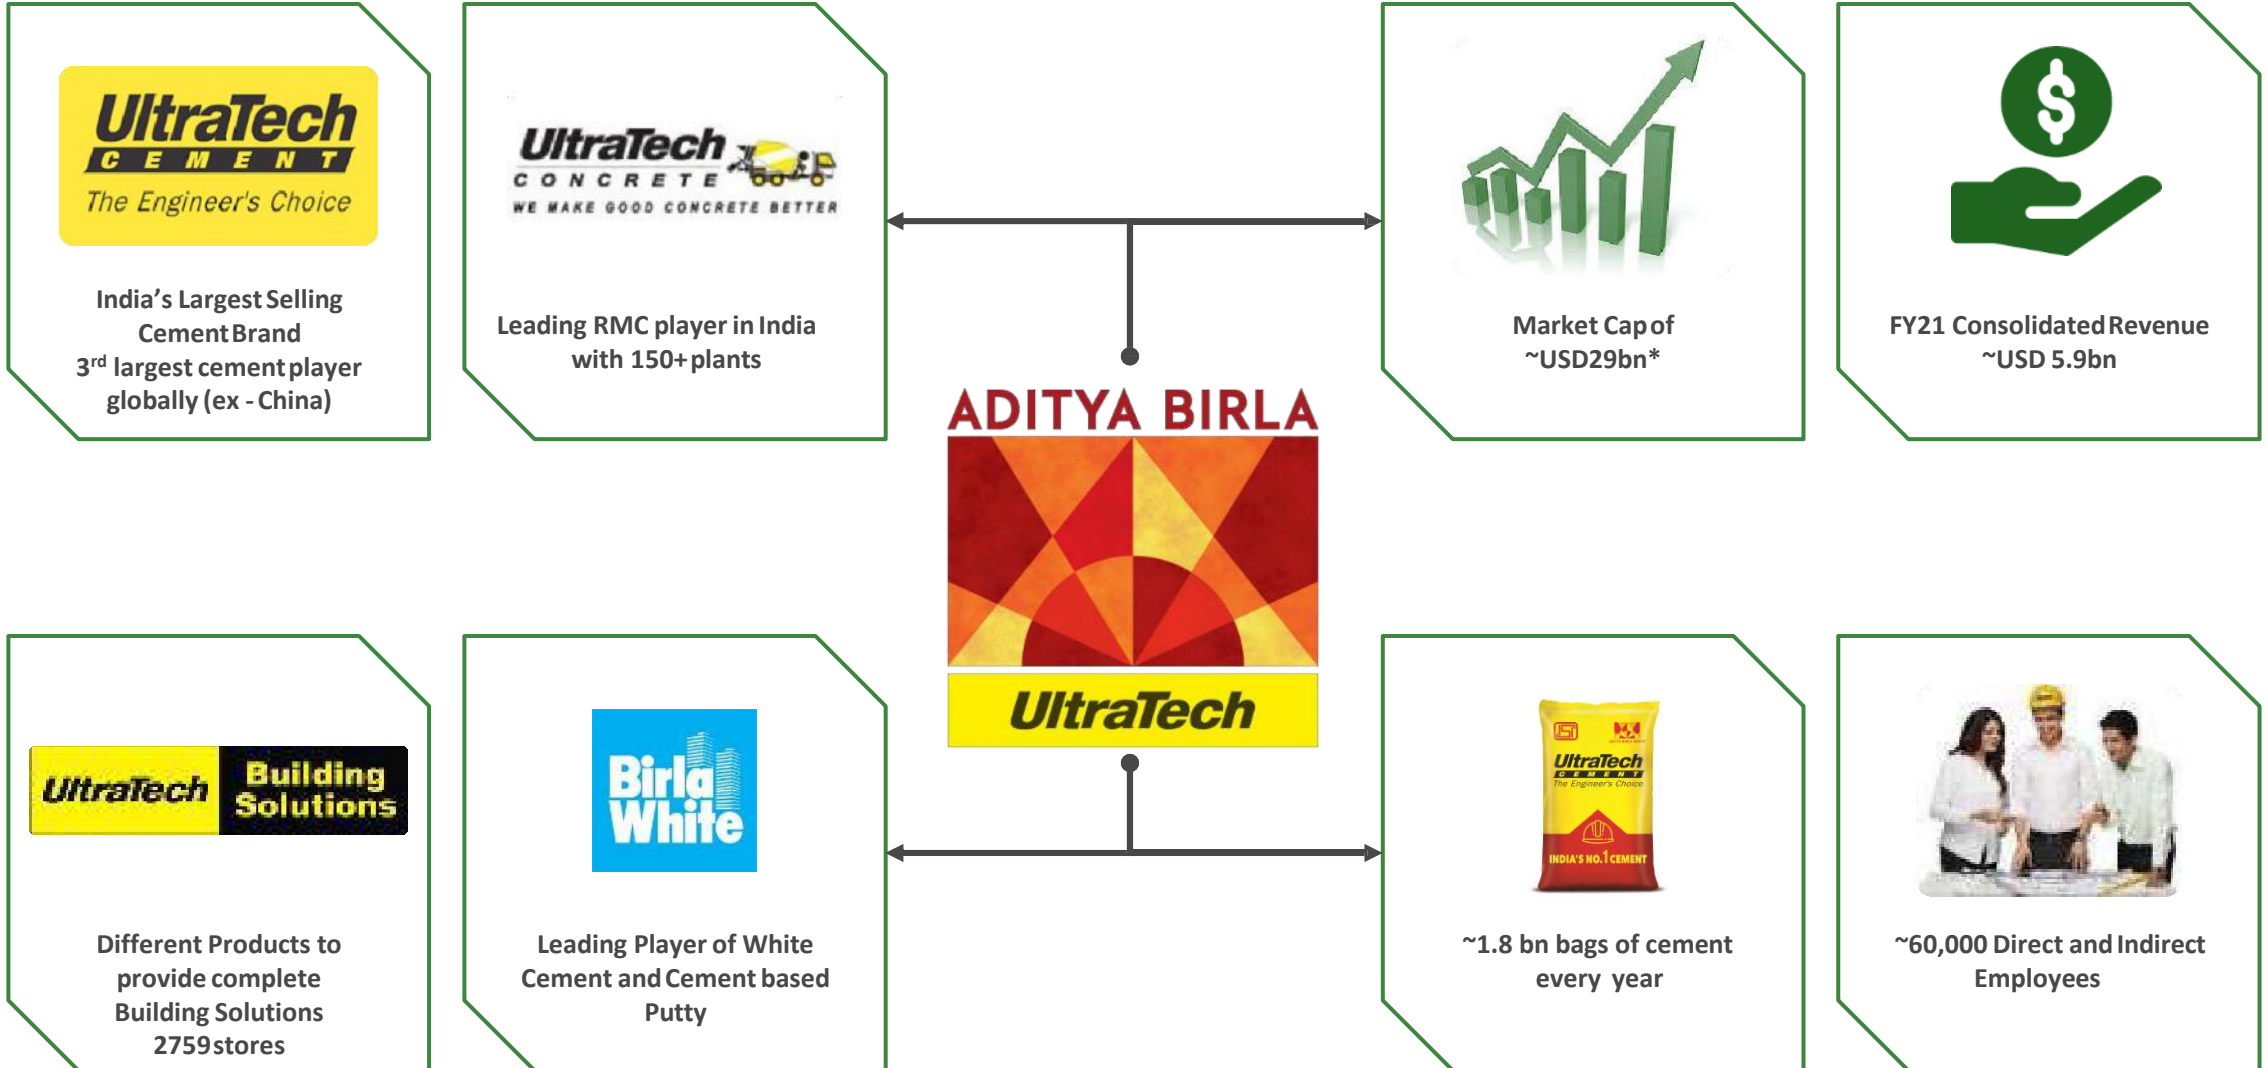 UltraTech
CEMENT
The Engineer's Choice
India's Largest Selling
Cement Brand
3rd largest cement player
globally (ex - China)
UltraTech
CONCRETE
WE MAKE GOOD CONCRETE BETTER
Leading RMC player in India
with 150+ plants
Market Cap of
~USD29bn*
$
FY21 Consolidated Revenue
~USD 5.9bn
ADITYA BIRLA
UltraTech
UltraTech
Building
Solutions
Different Products to
provide complete
Building Solutions
2759 stores
Birla
White
Leading Player of White
Cement and Cement based
Putty
UltraTech
CEMENT
The Engineer's Choice
INDIA'S NO.1 CEMENT
~1.8 bn bags of cement
every year
~60,000 Direct and Indirect
Employees